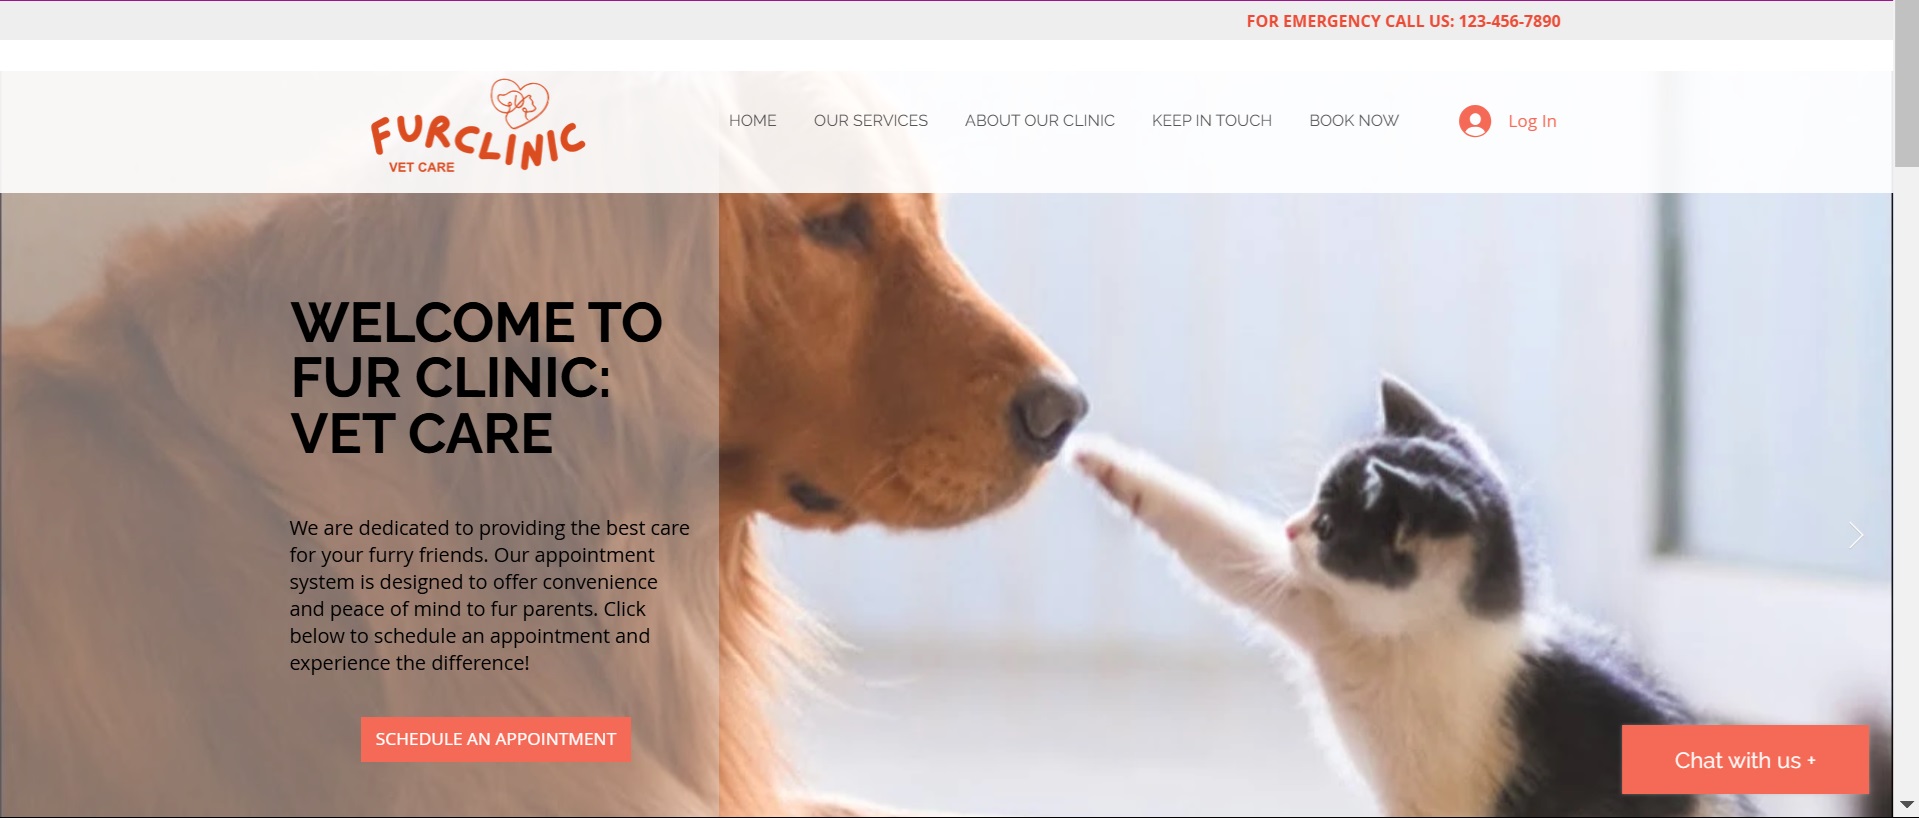 FOR EMERGENCY CALL US: 123-456-7890
FURCLINIC
VET CARE
HOME
OUR SERVICES
ABOUT OUR CLINIC
KEEP IN TOUCH
BOOK NOW
Log In
WELCOME TO
FUR CLINIC:
VET CARE
We are dedicated to providing the best care
for your furry friends. Our appointment
system is designed to offer convenience
and peace of mind to fur parents. Click
below to schedule an appointment and
experience the difference!
SCHEDULE AN APPOINTMENT
Chat with us +